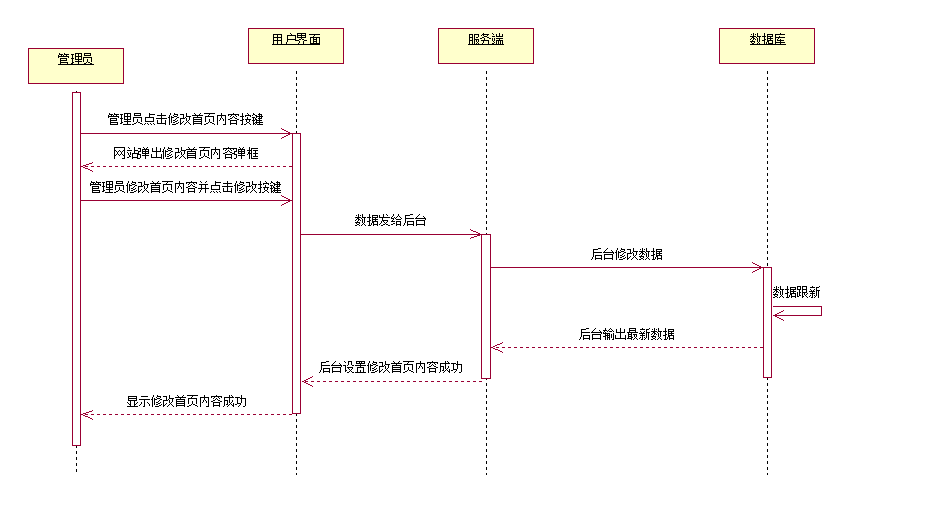 用户界面
服务端
数据库
管理员
管理员点击修改首页内容按键
网站弹出修改首页内容弹框
管理员修改首页内容并点击修改按键
数据发给后台
后台修改数据
数据跟新
后台输出最新数据
后台设置修改首页内容成功
显示修改首页内容成功